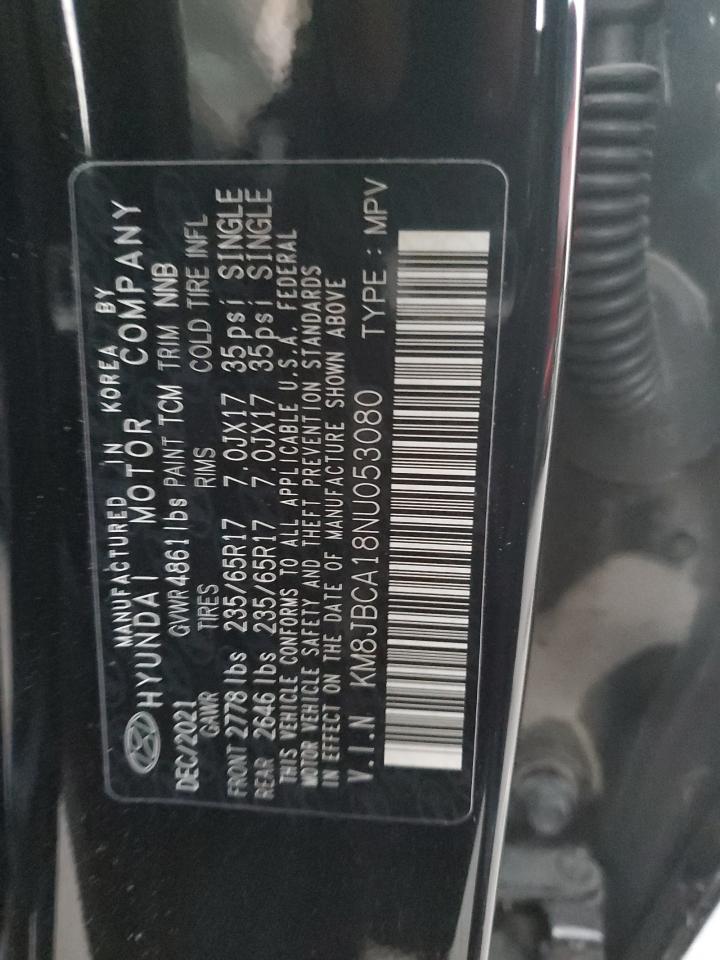 MANUFACTURED IN KOREA BY
HYUNDAI MOTOR COMPANY
DEC/2021 GVWR 4861 lbs PAINT TCM TRIM NNB
GAWR TIRES RIMS COLD TIRE INFL
FRONT 2778 lbs 235/65R17 7.0JX17 35psi SINGLE
REAR 2646 lbs 235/65R17 7.0JX17 35psi SINGLE
THIS VEHICLE CONFORMS TO ALL APPLICABLE U.S.A. FEDERAL
MOTOR VEHICLE SAFETY AND THEFT PREVENTION STANDARDS
IN EFFECT ON THE DATE OF MANUFACTURE SHOWN ABOVE
V.I.N KM8JBCA18NU053080 TYPE : MPV